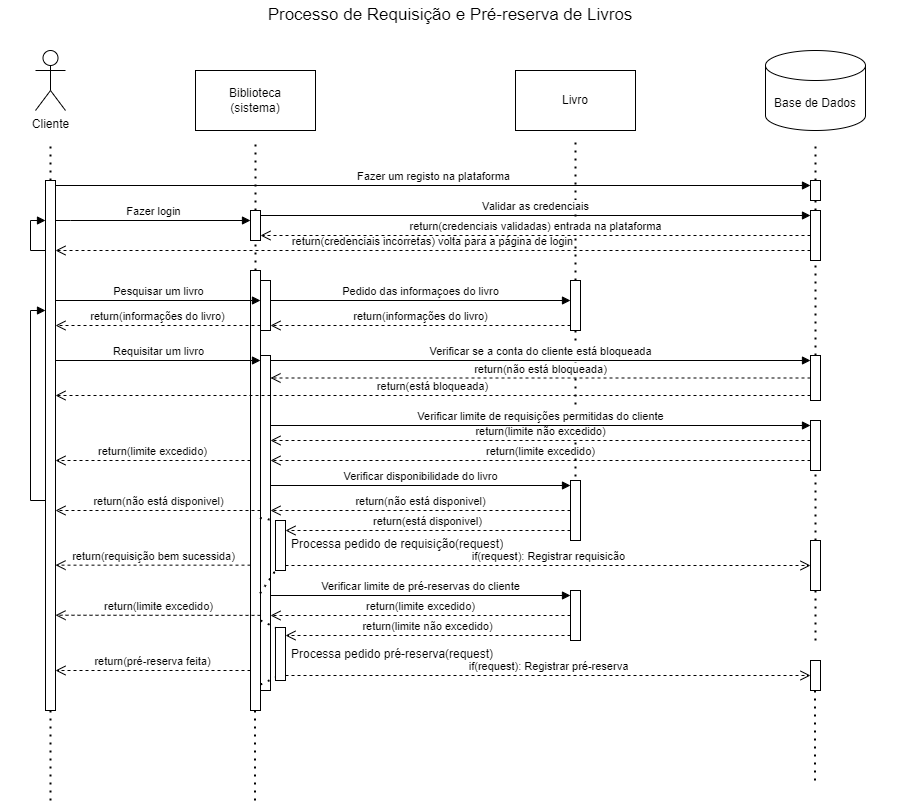 Processo de Requisição e Pré-reserva de Livros
Cliente
Biblioteca
(sistema)
Livro
Base de Dados
Fazer um registo na plataforma
Fazer login
Validar as credenciais
return(credenciais validadas) entrada na plataforma
return(credenciais incorretas) volta para a página de login
Pesquisar um livro
Pedido das informaçoes do livro
return(informações do livro)
return(informações do livro)
Requisitar um livro
Verificar se a conta do cliente está bloqueada
return(não está bloqueada)
return(está bloqueada)
Verificar limite de requisições permitidas do cliente
return(limite não excedido)
return(limite excedido)
return(limite excedido)
Verificar disponibilidade do livro
return(não está disponivel)
return(não está disponivel)
return(está disponivel)
Processa pedido de requisição(request)
return(requisição bem sucessida)
if(request): Registrar requisição
Verificar limite de pré-reservas do cliente
return(limite excedido)
return(limite excedido)
return(limite não excedido)
Processa pedido pré-reserva(request)
return(pré-reserva feita)
if(request): Registrar pré-reserva